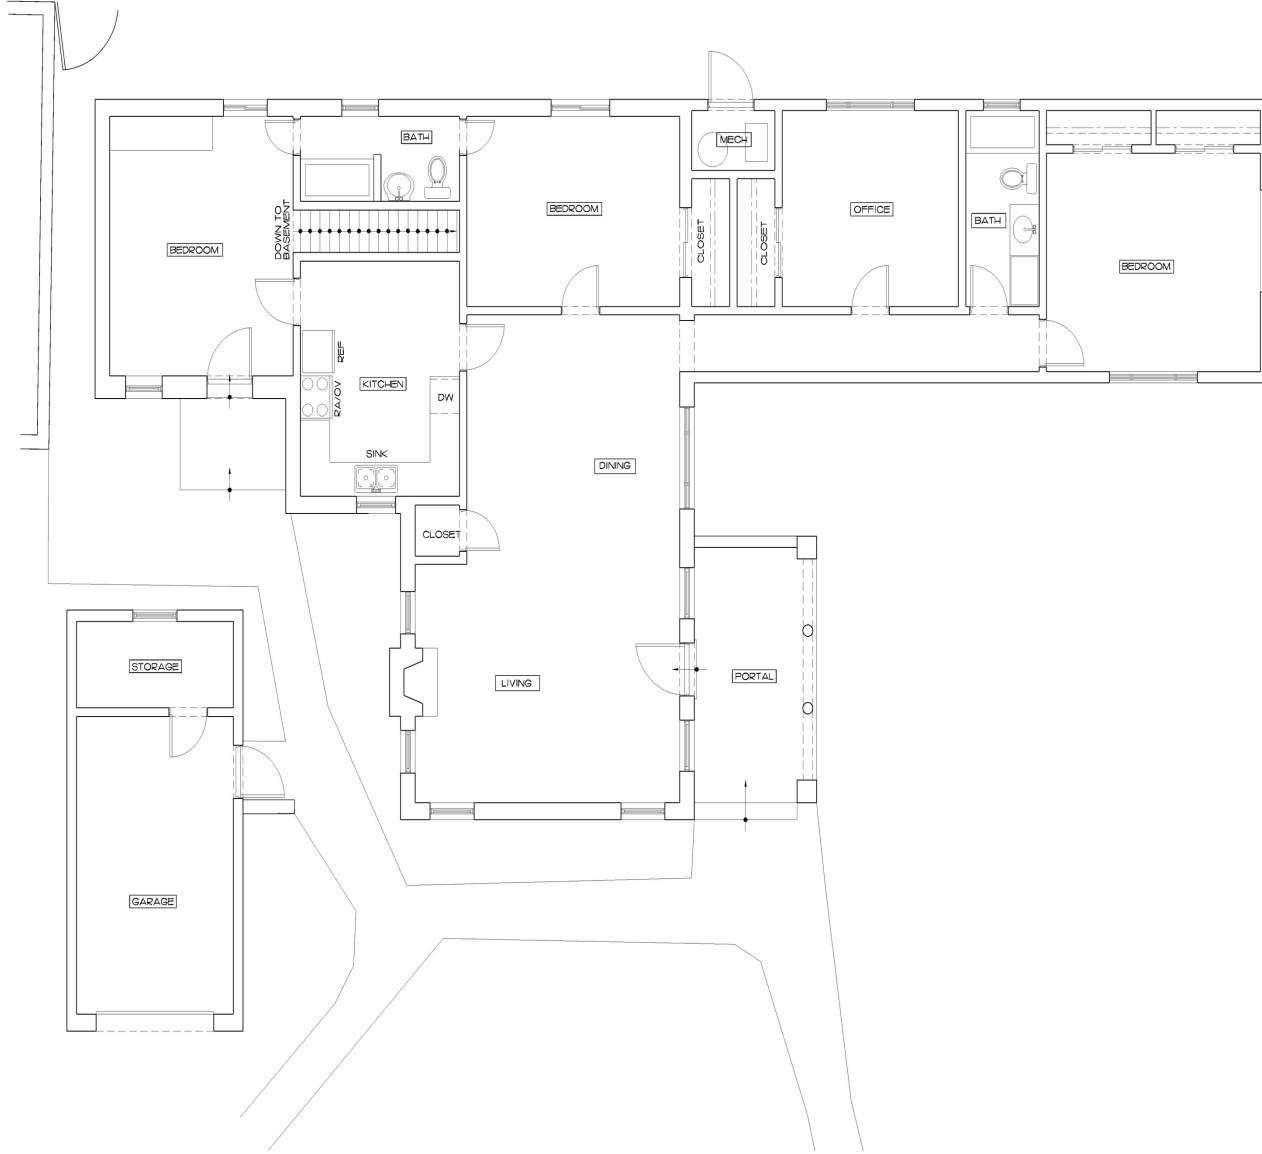 BATH
MECH
BEDROOM
OFFICE
BATH
DOWN TO
BASEMENT
CLOSET
CLOSET
BEDROOM
BEDROOM
REF
KITCHEN
RA/OV
DW
SINK
DINING
CLOSET
STORAGE
LIVING
PORTAL
GARAGE